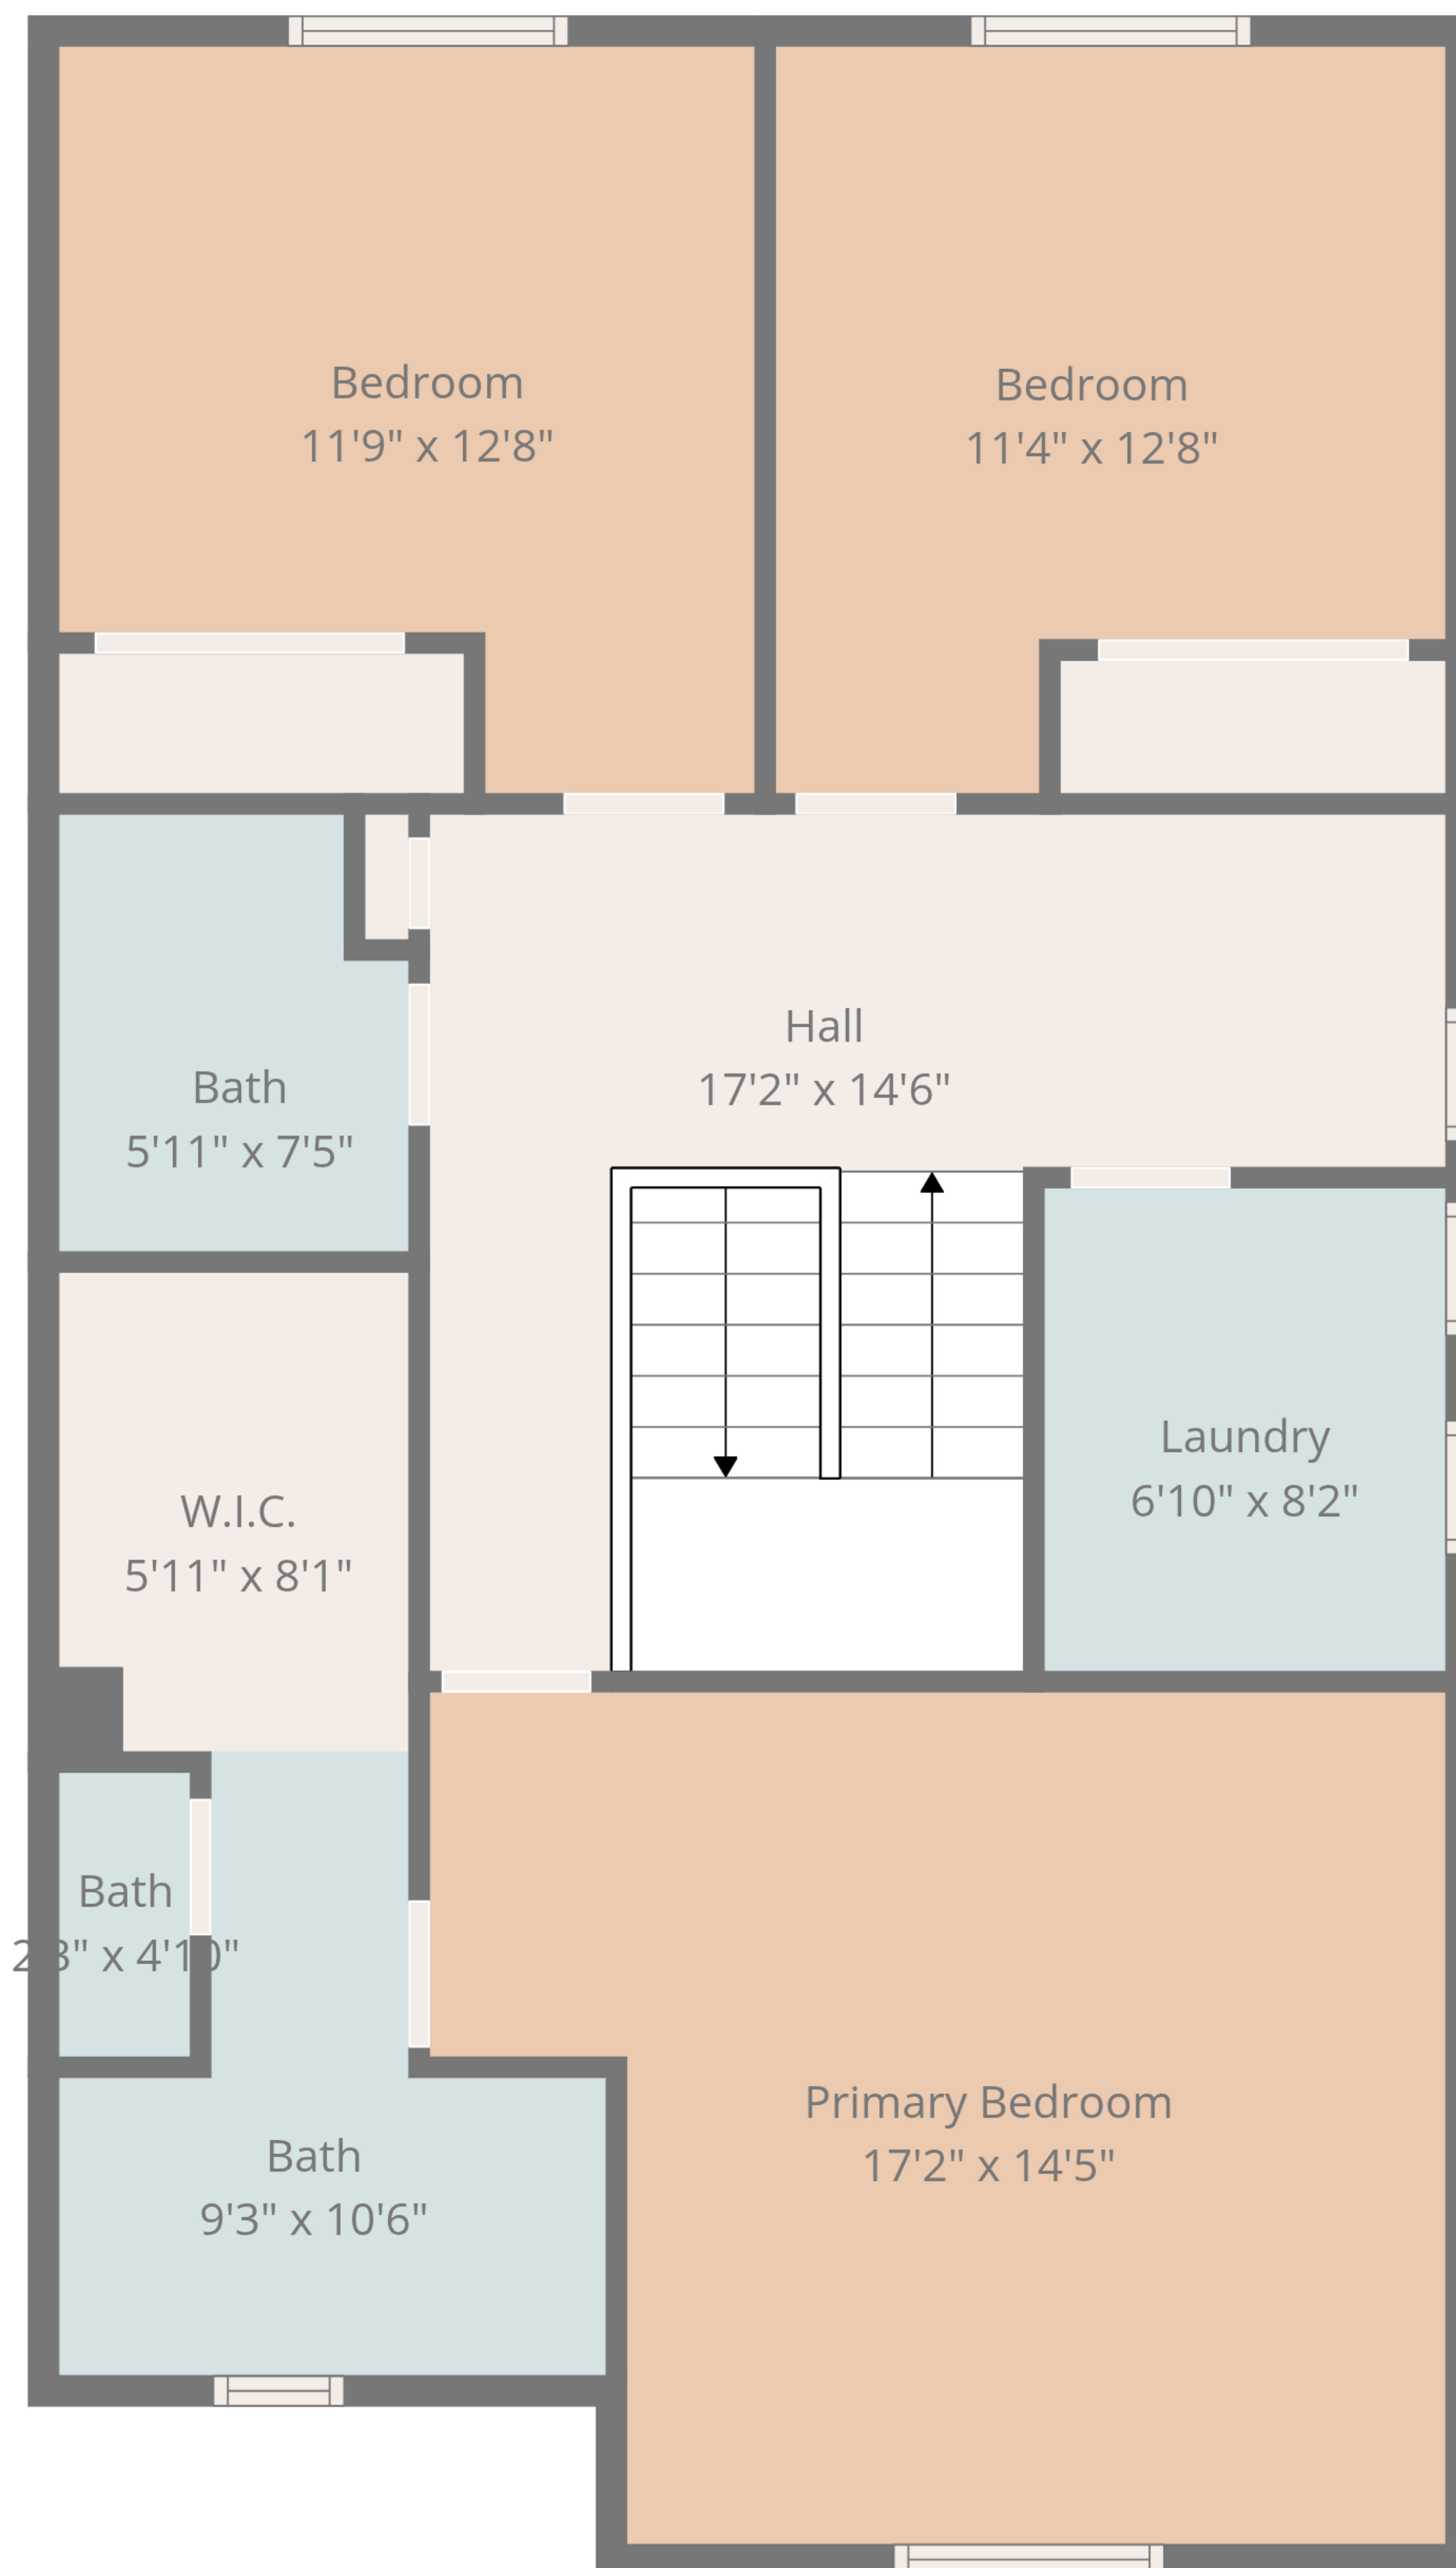 Bedroom
11'9" x 12'8"
Bedroom
11'4" x 12'8"
Hall
17'2" x 14'6"
Bath
5'11" x 7'5"
Laundry
6'10" x 8'2"
W.I.C.
5'11" x 8'1"
Bath
x 4'10"
Primary Bedroom
17'2" x 14'5"
Bath
9'3" x 10'6"